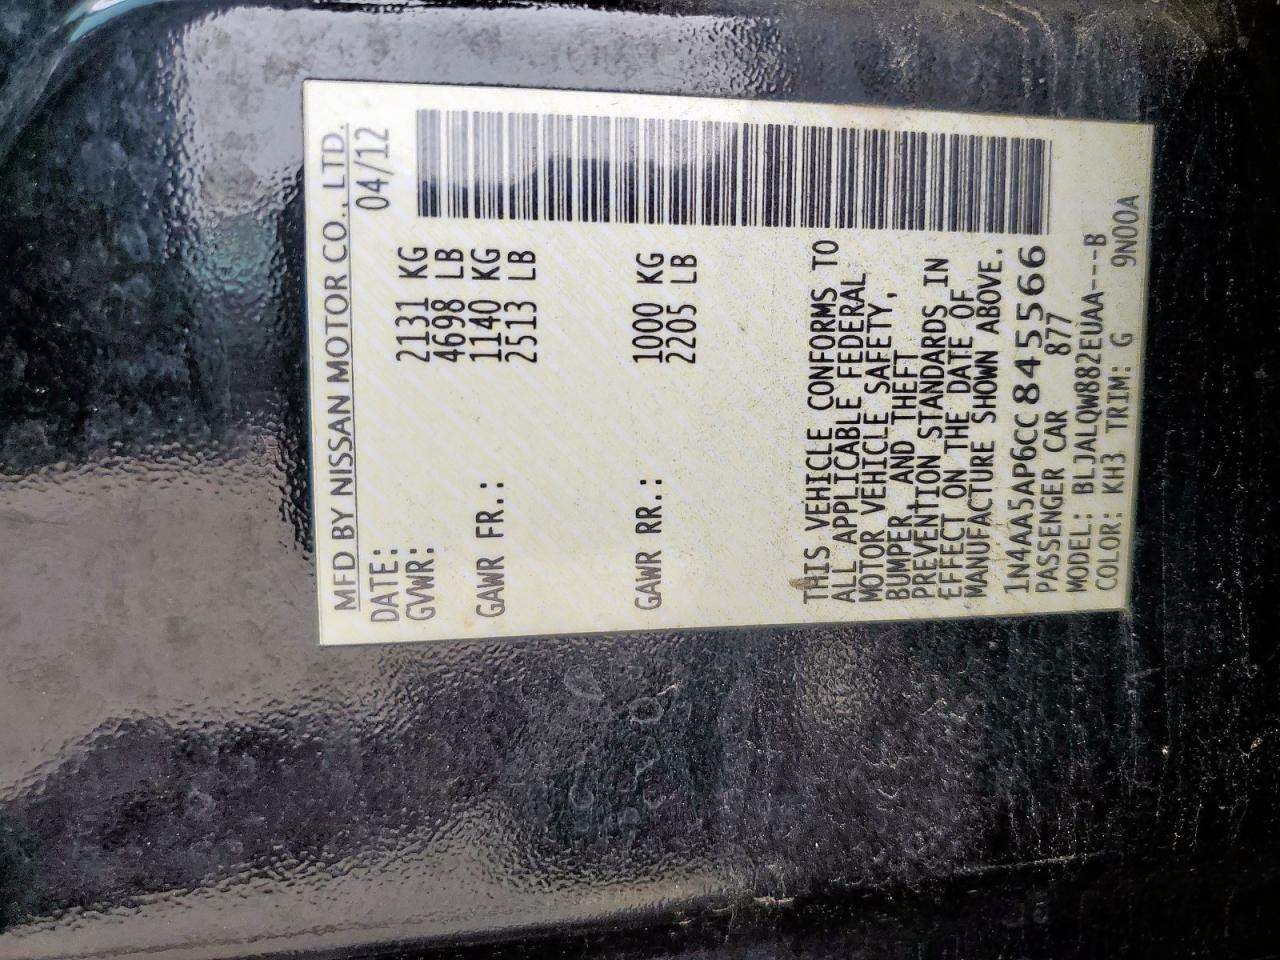 MFD BY NISSAN MOTOR CO., LTD.
DATE: 04/12
GVWR: 2131 KG
4698 LB
GAWR FR.: 1140 KG
2513 LB
GAWR RR.: 1000 KG
2205 LB
THIS VEHICLE CONFORMS TO
ALL APPLICABLE FEDERAL
MOTOR VEHICLE SAFETY,
BUMPER, AND THEFT
PREVENTION STANDARDS IN
EFFECT ON THE DATE OF
MANUFACTURE SHOWN ABOVE.
1N4AA5AP6CC845566
PASSENGER CAR 877
MODEL: BLJALQW882EUAA---B
COLOR: KH3 TRIM: G 9N00A